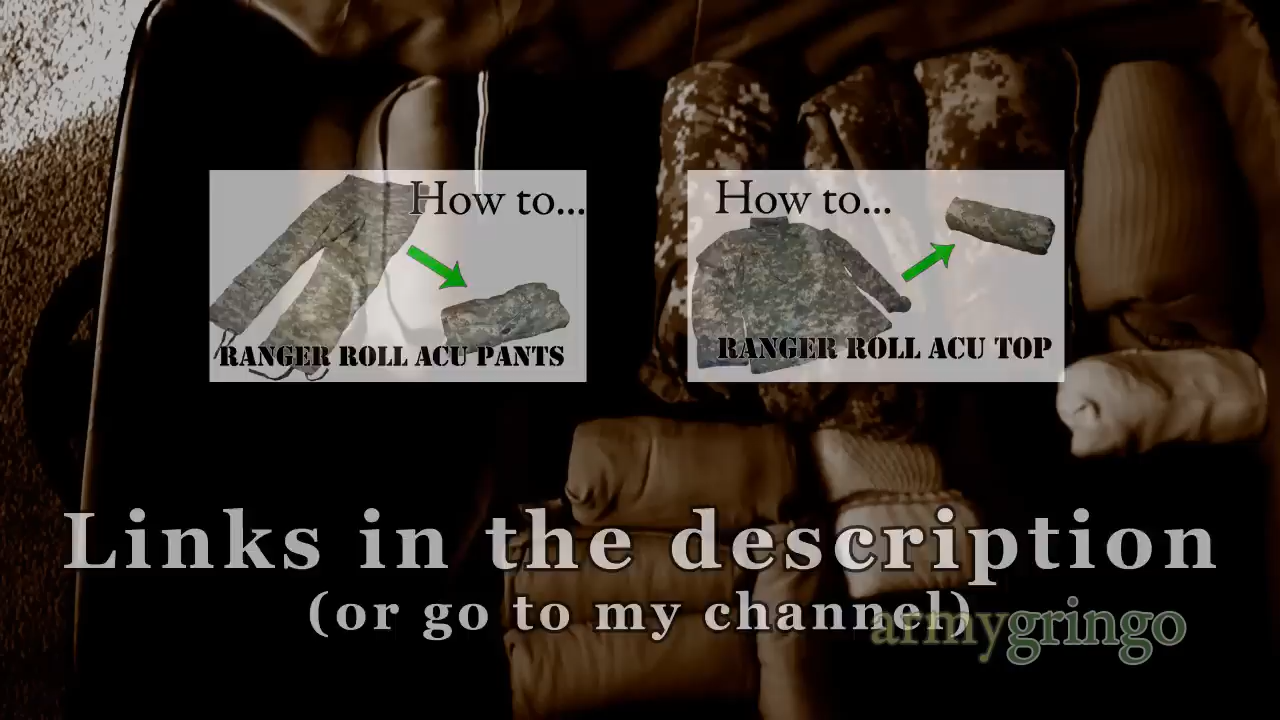 How to...
RANGER ROLL ACU PANTS
How to...
RANGER ROLL ACU TOP
Links in the description
(or go to my channel)
armygringo